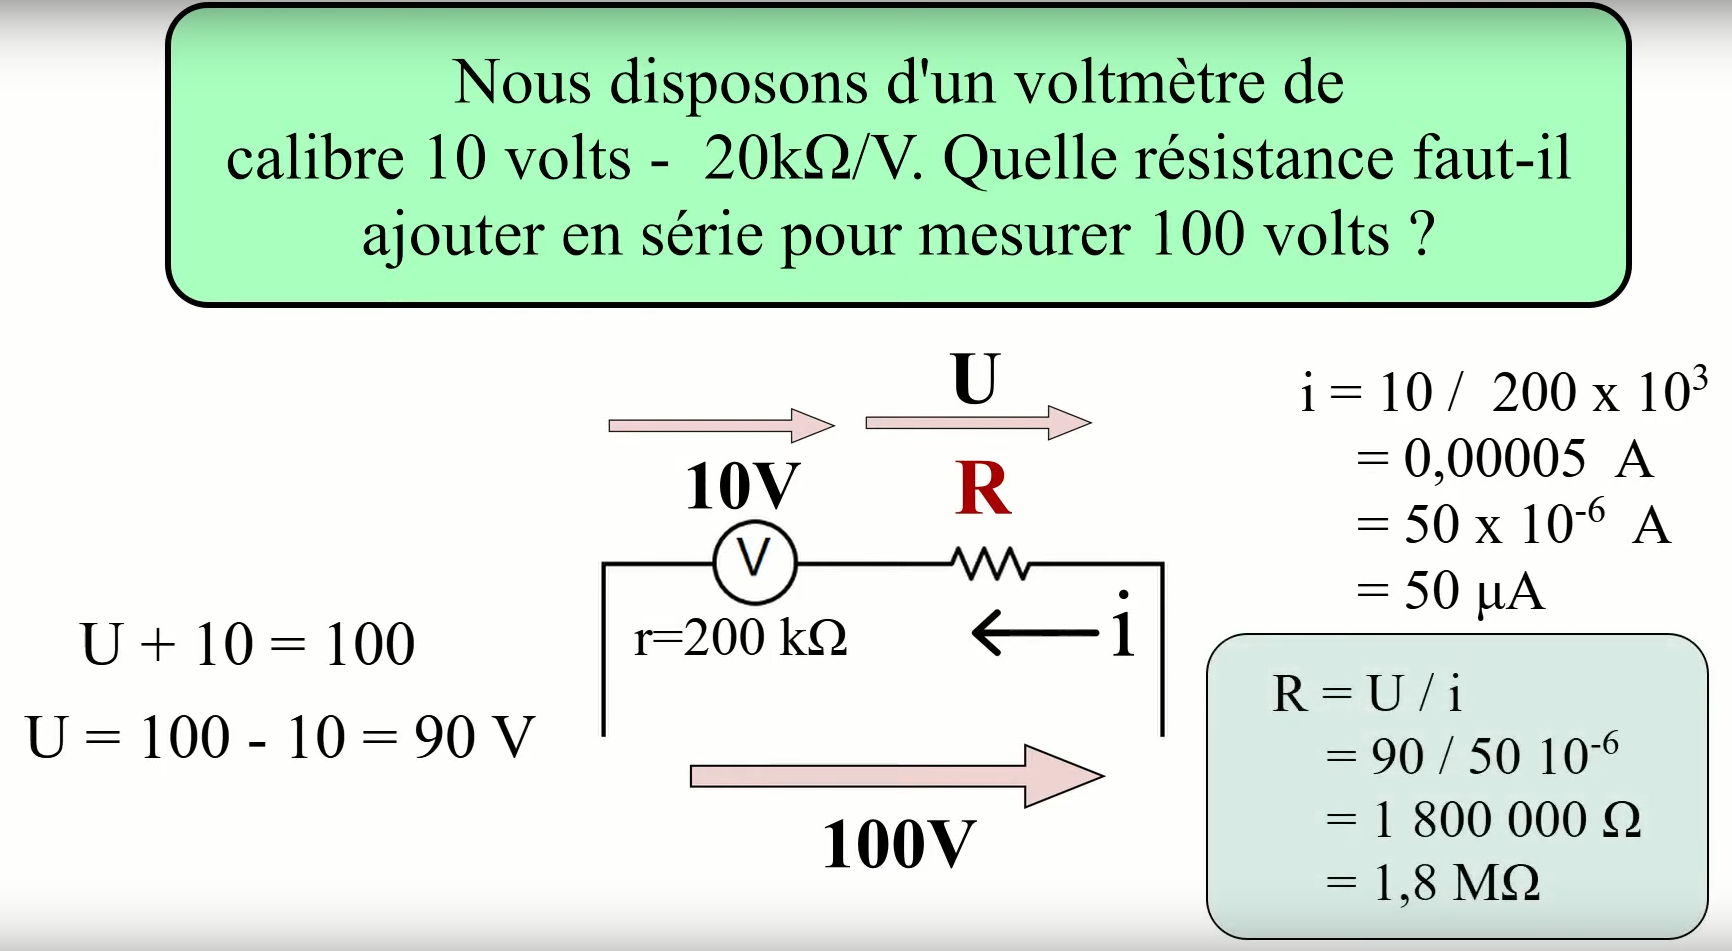 Nous disposons d'un voltmètre de
calibre 10 volts -  20kΩ/V. Quelle résistance faut-il
ajouter en série pour mesurer 100 volts ?
U
10V
R
V
r=200 kΩ
i
100V
U + 10 = 100
U = 100 - 10 = 90 V
i = 10 /  200 x 10³
= 0,00005  A
= 50 x 10⁻⁶  A
= 50 µA
R = U / i
= 90 / 50 10⁻⁶
= 1 800 000 Ω
= 1,8 MΩ